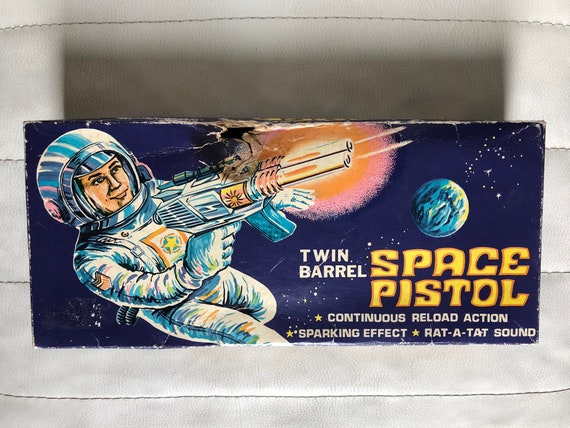 TWIN
BARREL
SPACE
PISTOL
★ CONTINUOUS RELOAD ACTION
★ SPARKING EFFECT ★ RAT-A-TAT SOUND